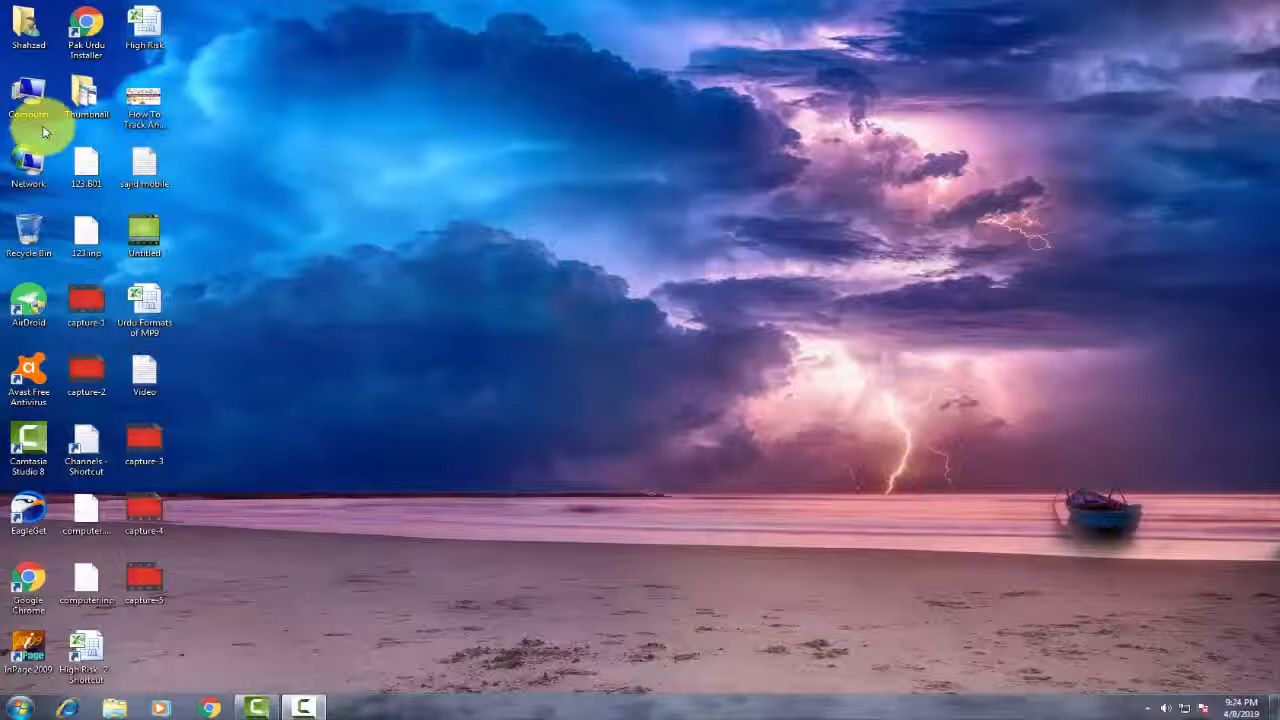 Shahzad
Pak Urdu
Installer
High Risk
Computer
Thumbnail
How To
Track An...
Network
123.B01
sajid mobile
Recycle Bin
123.inp
Untitled
AirDroid
capture-1
Urdu Formats
of MP9
Avast Free
Antivirus
capture-2
Video
Camtasia
Studio 8
Channels -
Shortcut
capture-3
EagleGet
computer....
capture-4
Google
Chrome
computer.inp
capture-5
InPage 2009
High Risk_2
Shortcut
9:24 PM
4/8/2019